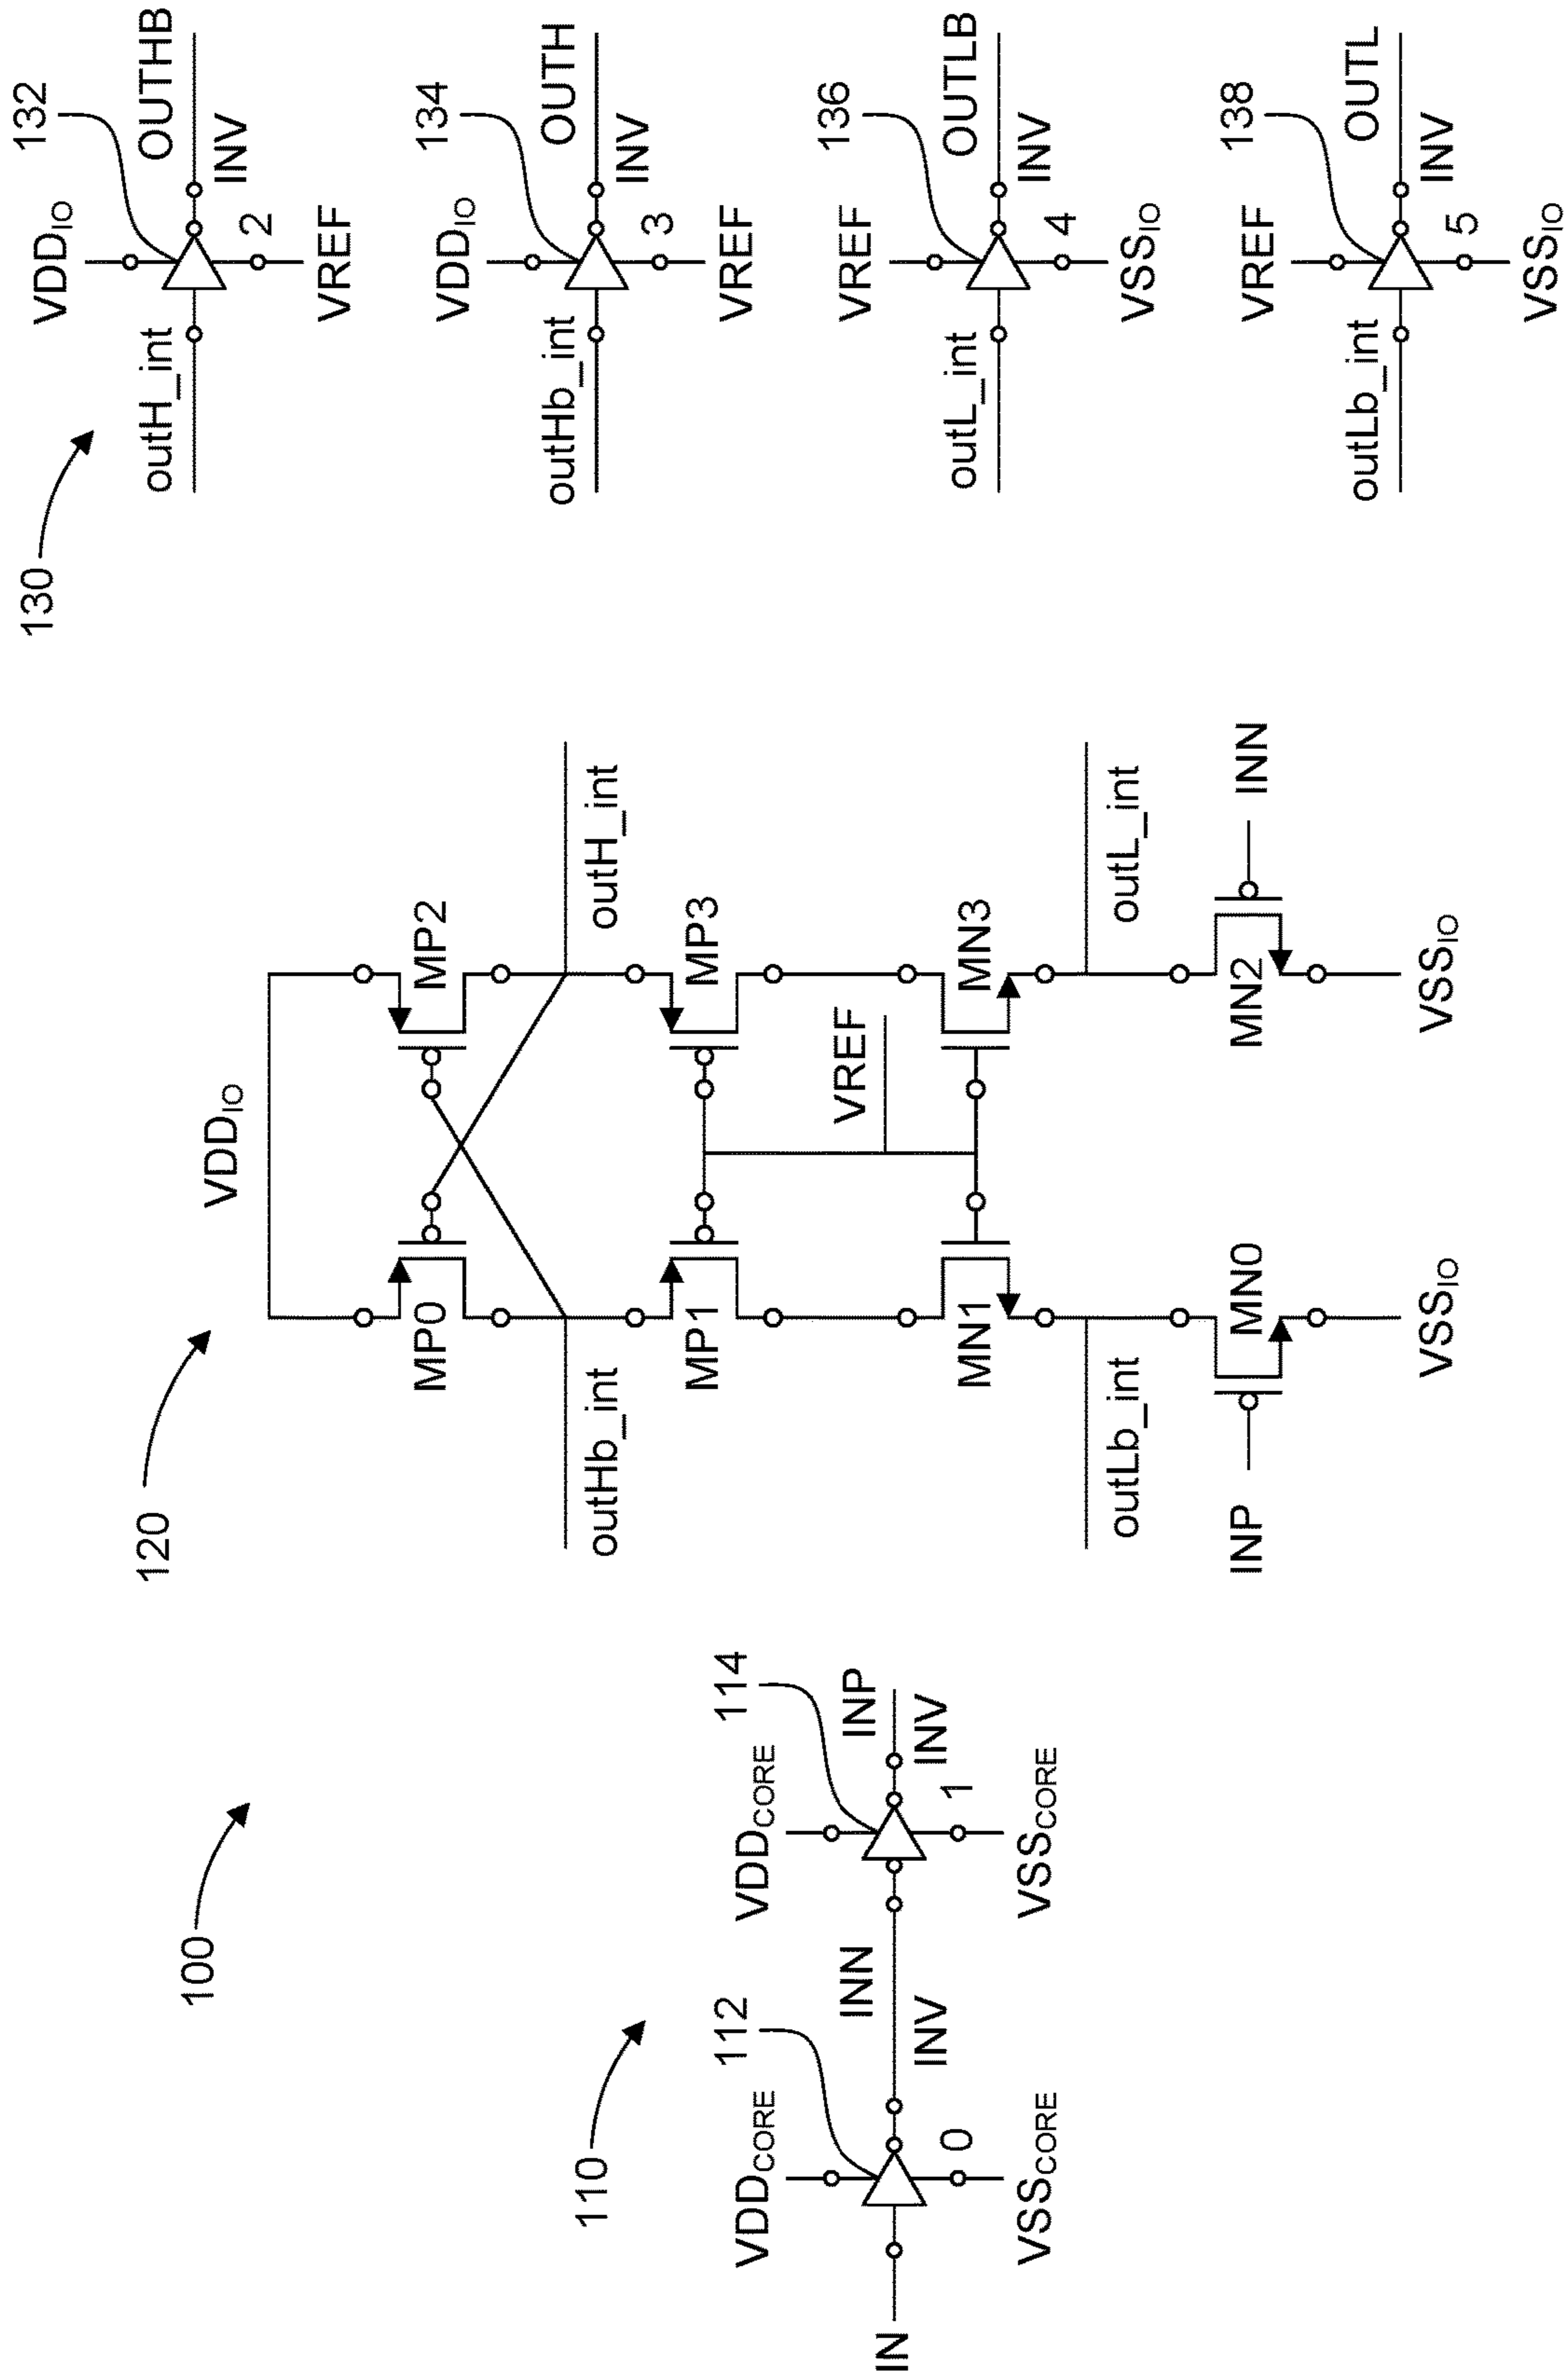 100
110
IN
VDDCORE
112
0
VSSCORE
INN
INV
VDDCORE
114
1
VSSCORE
INP
INV
120
VDDIO
MP0
MP2
outHb_int
outH_int
MP1
MP3
VREF
MN1
MN3
outLb_int
outL_int
INP
MN0
MN2
INN
VSSIO
VSSIO
130
VDDIO
132
outH_int
OUTHB
2
INV
VREF
VDDIO
134
outHb_int
OUTH
3
INV
VREF
VREF
136
outL_int
OUTLB
4
INV
VSSIO
VREF
138
outLb_int
OUTL
5
INV
VSSIO